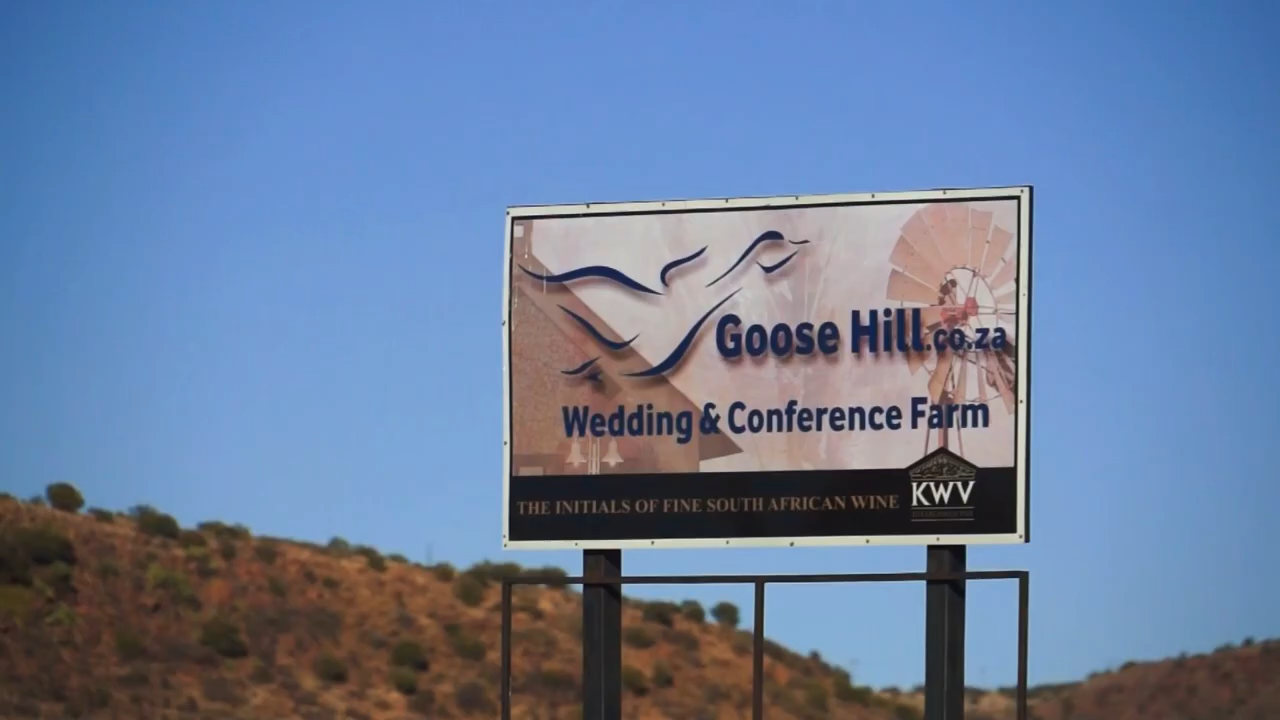 Goose Hill.co.za
Wedding & Conference Farm
THE INITIALS OF FINE SOUTH AFRICAN WINE
KWV